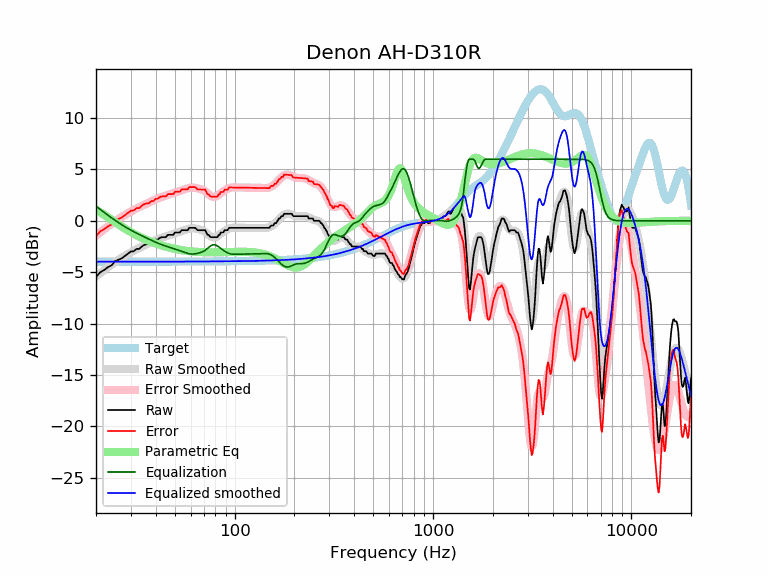 Denon AH-D310R
Amplitude (dBr)
10
5
0
−5
−10
−15
−20
−25
Target
Raw Smoothed
Error Smoothed
Raw
Error
Parametric Eq
Equalization
Equalized smoothed
100
1000
10000
Frequency (Hz)